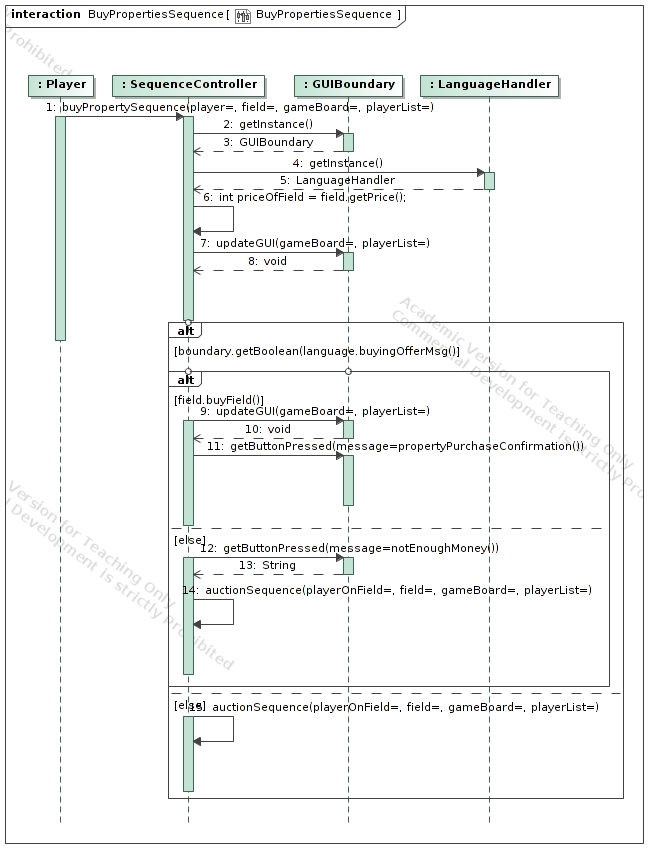 interaction BuyPropertiesSequence[ BuyPropertiesSequence ]
Prohibited
: Player
: SequenceController
: GUIBoundary
: LanguageHandler
1: buyPropertySequence(player=, field=, gameBoard=, playerList=)
2: getInstance()
3: GUIBoundary
4: getInstance()
5: LanguageHandler
6: int priceOfField = field.getPrice();
7: updateGUI(gameBoard=, playerList=)
8: void
Academic Version for Teaching Only
Commercial Development is strictly Pro
alt
[boundary.getBoolean(language.buyingOfferMsg()]
alt
[field.buyField()]
9: updateGUI(gameBoard=, playerList=)
10: void
11: getButtonPressed(message=propertyPurchaseConfirmation())
Version for Teaching Only
l Development is strictly Prohibited
[else]
12: getButtonPressed(message=notEnoughMoney())
13: String
14: auctionSequence(playerOnField=, field=, gameBoard=, playerList=)
[else]
15: auctionSequence(playerOnField=, field=, gameBoard=, playerList=)